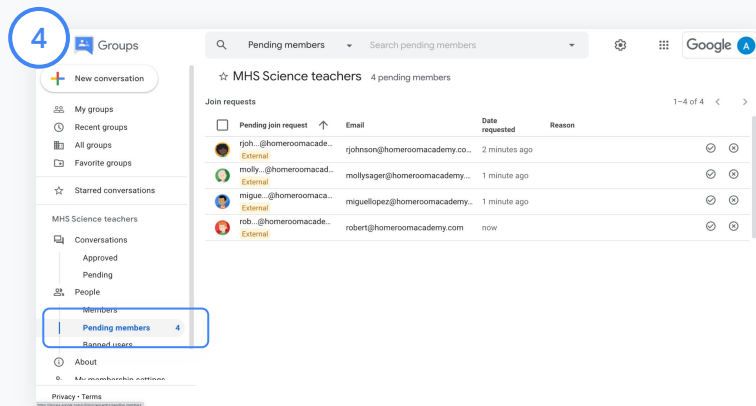 4
Groups
Pending members
Search pending members
Google
A
New conversation
MHS Science teachers 4 pending members
My groups
Recent groups
All groups
Favorite groups
Starred conversations
MHS Science teachers
Conversations
Approved
Pending
People
Members
Pending members 4
Banned users
About
My membership settings
Privacy • Terms
Join requests
1–4 of 4
Pending join request Email Date requested Reason
rjoh...@homeroomacade... rjohnson@homeroomacademy.co... 2 minutes ago
External
molly...@homeroomacad... mollysager@homeroomacademy.... 1 minute ago
External
migue...@homeroomaca... miguellopez@homeroomacademy... 1 minute ago
External
rob...@homeroomacade... robert@homeroomacademy.com now
External